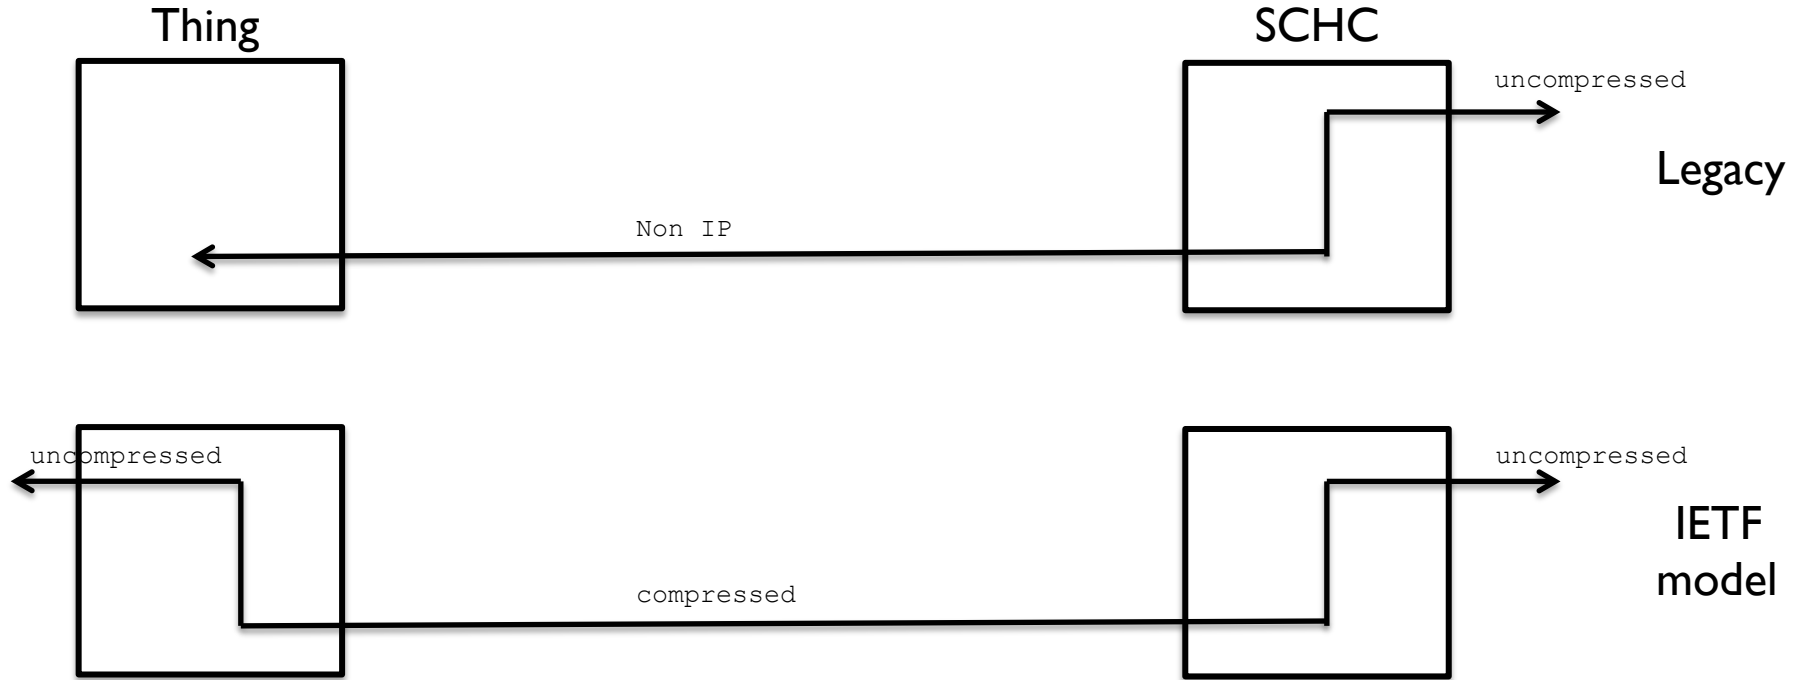 Thing
SCHC
uncompressed
Legacy
Non IP
uncompressed
uncompressed
IETF
model
compressed